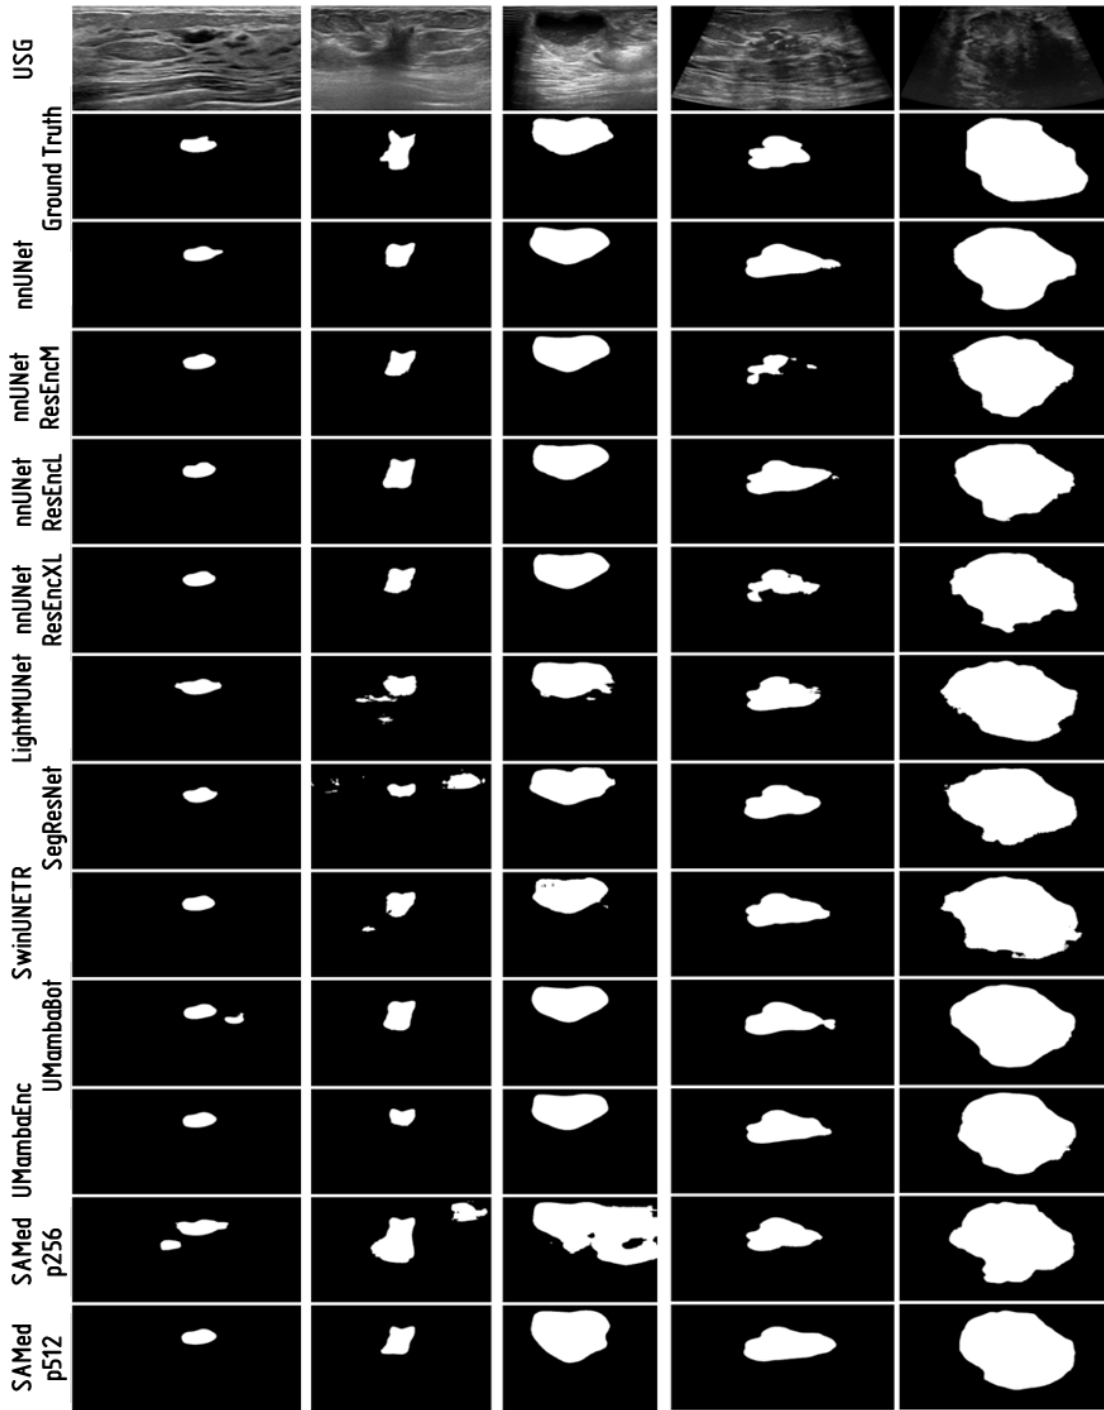 USG
Ground Truth
nnUNet
nnUNet
ResEncM
nnUNet
ResEncL
nnUNet
ResEncXL
LightMUNet
SegResNet
SwinUNETR
UMambaBot
UMambaEnc
SAMed
p256
SAMed
p512